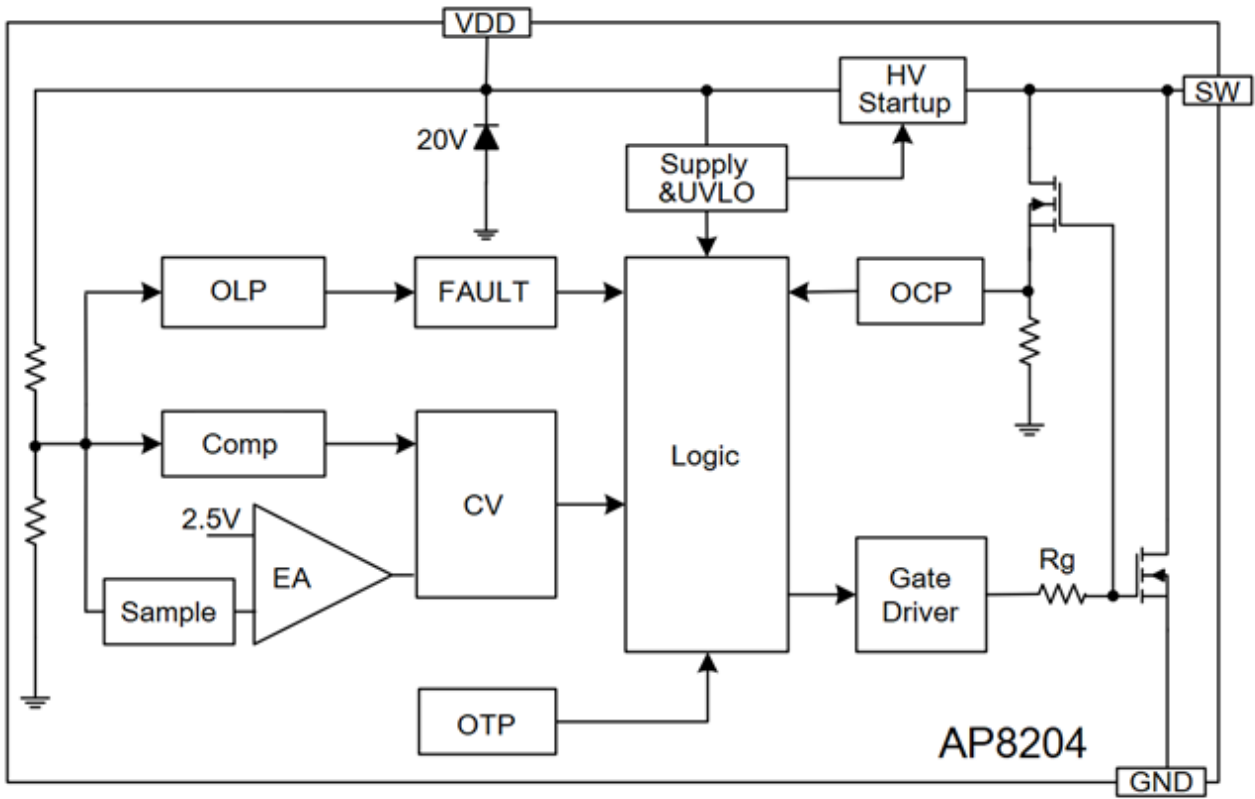 VDD
HV
Startup
SW
20V
Supply
&UVLO
OLP
FAULT
OCP
Comp
CV
Logic
2.5V
EA
Sample
Gate
Driver
Rg
OTP
AP8204
GND